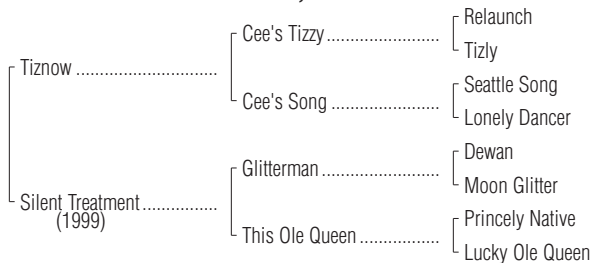 Relaunch
Cee's Tizzy
Tizly
Tiznow
Seattle Song
Cee's Song
Lonely Dancer
Dewan
Glitterman
Moon Glitter
Silent Treatment
(1999)
Princely Native
This Ole Queen
Lucky Ole Queen